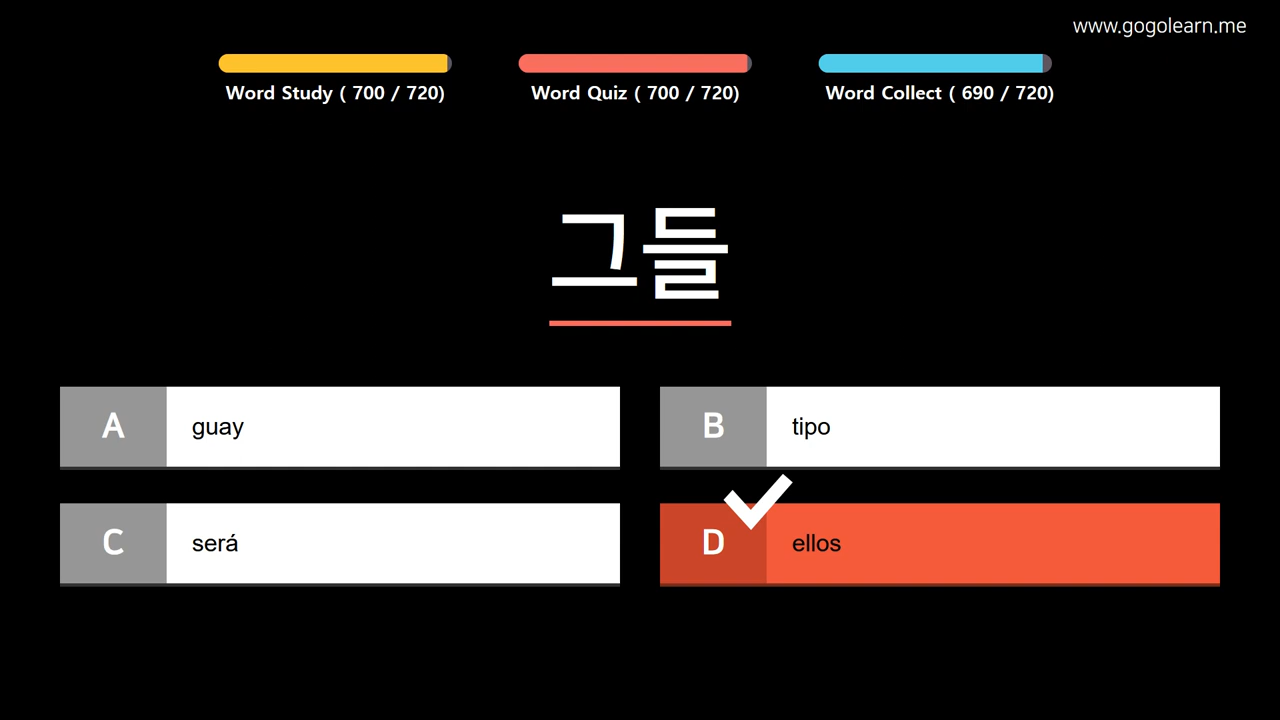 www.gogolearn.me
Word Study ( 700 / 720)
Word Quiz ( 700 / 720)
Word Collect ( 690 / 720)
그들
A guay
B tipo
C será
D ellos